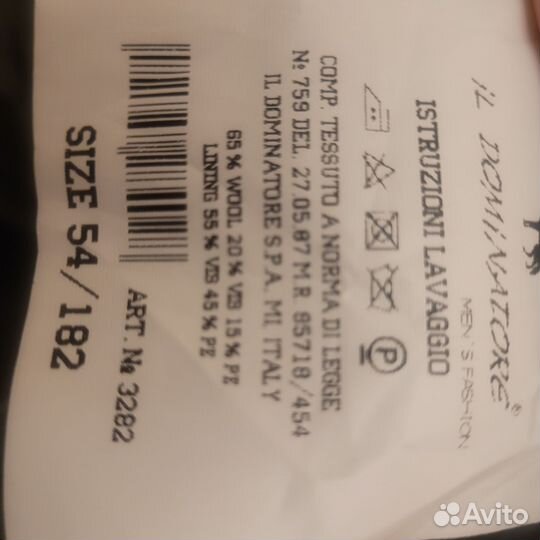 iL DOMiNATORE®
MEN'S FASHION
ISTRUZIONI LAVAGGIO
P
COMP. TESSUTO A NORMA DI LEGGE
Nº 759 DEL. 27.05.87 M.R. 85718/454
IL DOMINATORE S.P.A. MI. ITALY
65% WOOL 20% VIS 15% PE
LINING 55% VIS 45% PE
ART. Nº 3282
SIZE 54/182
Avito